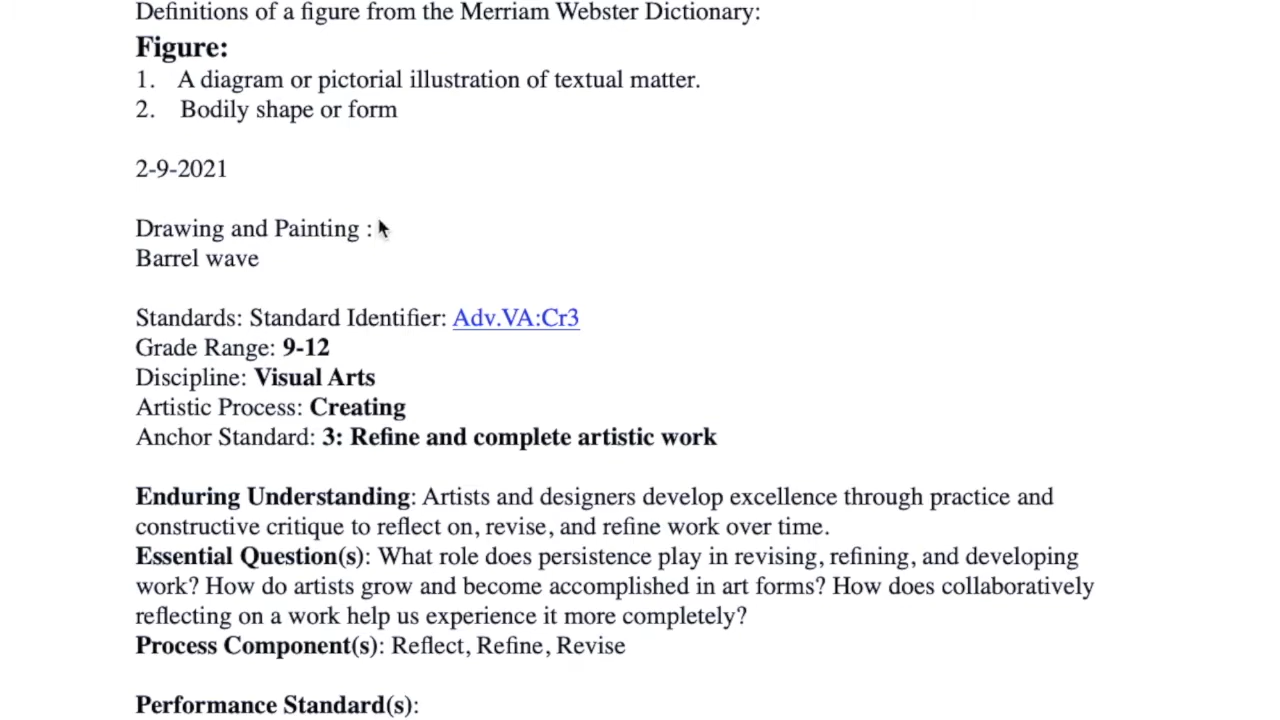 Definitions of a figure from the Merriam Webster Dictionary:
Figure:
1. A diagram or pictorial illustration of textual matter.
2. Bodily shape or form
2-9-2021
Drawing and Painting :
Barrel wave
Standards: Standard Identifier: Adv.VA:Cr3
Grade Range: 9-12
Discipline: Visual Arts
Artistic Process: Creating
Anchor Standard: 3: Refine and complete artistic work
Enduring Understanding: Artists and designers develop excellence through practice and
constructive critique to reflect on, revise, and refine work over time.
Essential Question(s): What role does persistence play in revising, refining, and developing
work? How do artists grow and become accomplished in art forms? How does collaboratively
reflecting on a work help us experience it more completely?
Process Component(s): Reflect, Refine, Revise
Performance Standard(s):